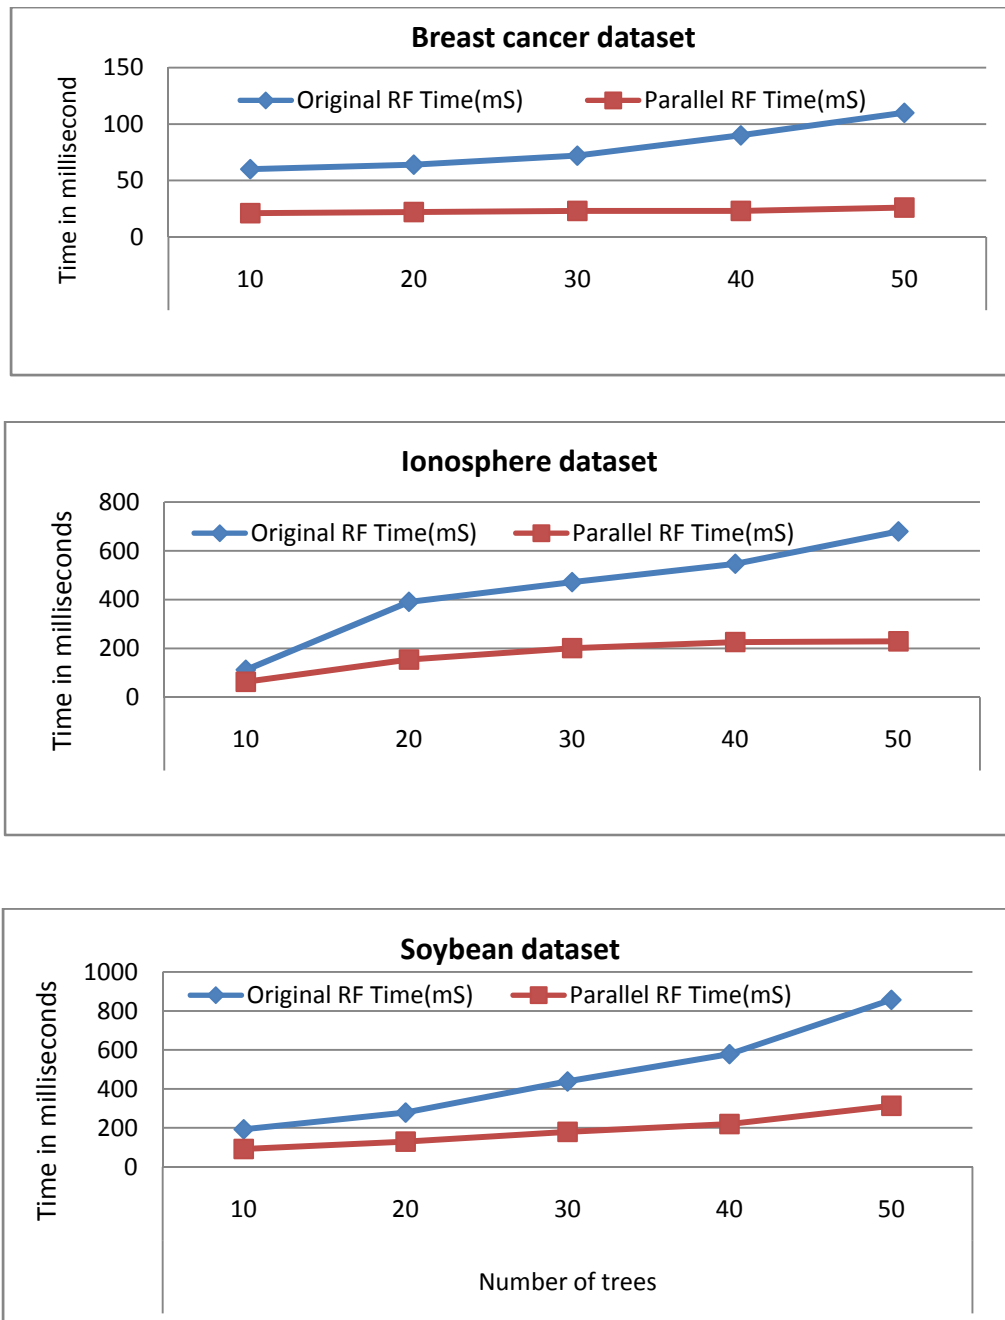 Breast cancer dataset
150
100
50
0
Time in millisecond
Original RF Time(mS) Parallel RF Time(mS)
10 20 30 40 50
Ionosphere dataset
800
600
400
200
0
Time in milliseconds
Original RF Time(mS) Parallel RF Time(mS)
10 20 30 40 50
Soybean dataset
1000
800
600
400
200
0
Time in milliseconds
Original RF Time(mS) Parallel RF Time(mS)
10 20 30 40 50
Number of trees